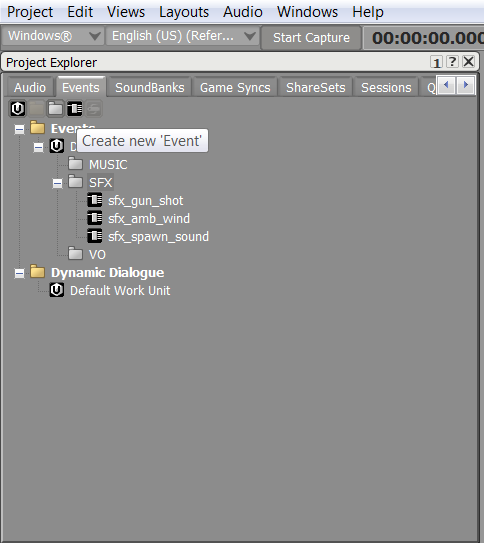 Project Edit Views Layouts Audio Windows Help
Windows® English (US) (Refer... Start Capture 00:00:00.000
Project Explorer 1 ?
Audio Events SoundBanks Game Syncs ShareSets Sessions Q
Events
Create new 'Event'
MUSIC
SFX
sfx_gun_shot
sfx_amb_wind
sfx_spawn_sound
VO
Dynamic Dialogue
Default Work Unit